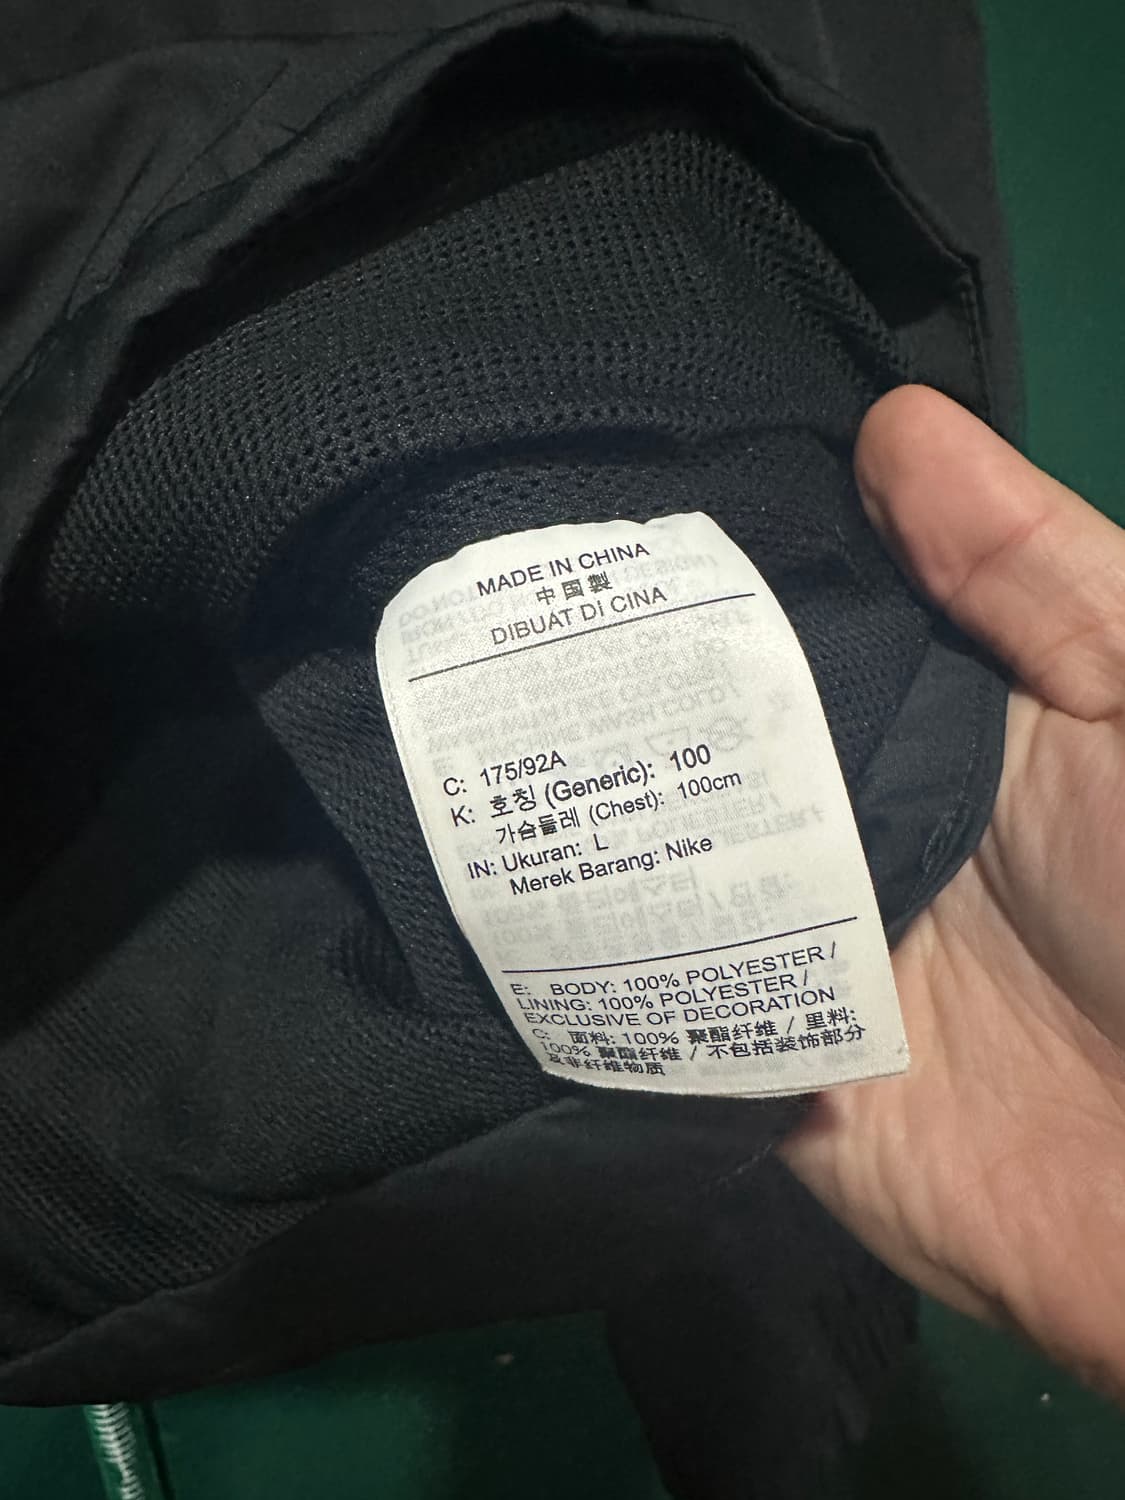 MADE IN CHINA
中国製
DIBUAT DI CINA
C: 175/92A
K: 호칭 (Generic): 100
가슴둘레 (Chest): 100cm
IN: Ukuran: L
Merek Barang: Nike
E: BODY: 100% POLYESTER /
LINING: 100% POLYESTER /
EXCLUSIVE OF DECORATION
C: 面料: 100% 聚酯纤维 / 里料:
100% 聚酯纤维 / 不包括装饰部分
及非纤维物质